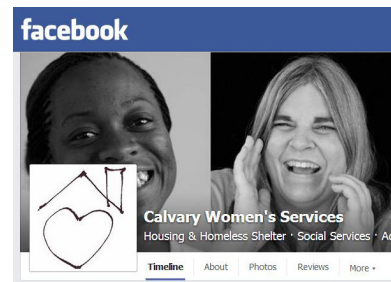 facebook
Calvary Women's Services
Housing & Homeless Shelter · Social Services ·
Timeline About Photos Reviews More